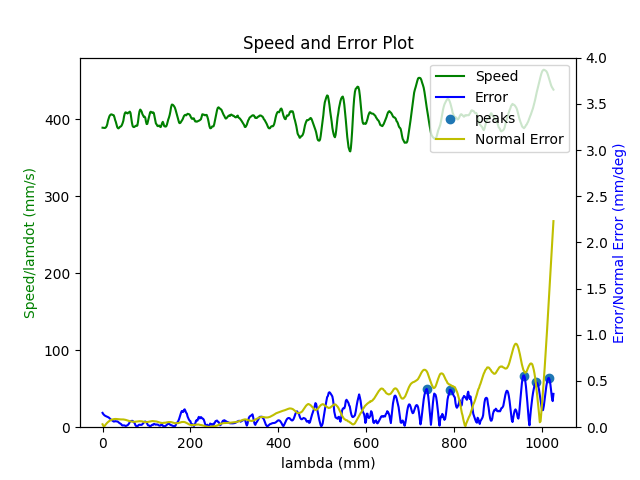 Speed and Error Plot
Speed
Error
peaks
Normal Error
Speed/lamdot (mm/s)
400
300
200
100
0
4.0
3.5
3.0
2.5
2.0
1.5
1.0
0.5
0.0
Error/Normal Error (mm/deg)
0 200 400 600 800 1000
lambda (mm)